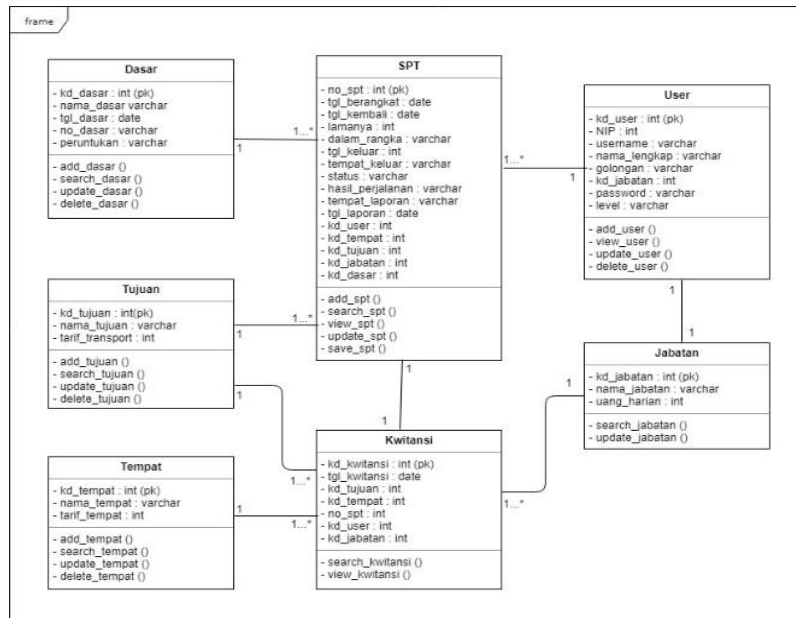 frame
Dasar
- kd_dasar : int (pk)
- nama_dasar varchar
- tgl_dasar : date
- no_dasar : varchar
- peruntukan : varchar
- add_dasar ()
- search_dasar ()
- update_dasar ()
- delete_dasar ()
1
1...*
SPT
- no_spt : int (pk)
- tgl_berangkat : date
- tgl_kembali : date
- lamanya : int
- dalam_rangka : varchar
- tgl_keluar : int
- tempat_keluar : varchar
- status : varchar
- hasil_perjalanan : varchar
- tempat_laporan : varchar
- tgl_laporan : date
- kd_user : int
- kd_tempat : int
- kd_tujuan : int
- kd_jabatan : int
- kd_dasar : int
- add_spt ()
- search_spt ()
- view_spt ()
- update_spt ()
- save_spt ()
1...*
1
User
- kd_user : int (pk)
- NIP : int
- username : varchar
- nama_lengkap : varchar
- golongan : varchar
- kd_jabatan : int
- password : varchar
- level : varchar
- add_user ()
- view_user ()
- update_user ()
- delete_user ()
1
1
Tujuan
- kd_tujuan : int(pk)
- nama_tujuan : varchar
- tarif_transport : int
- add_tujuan ()
- search_tujuan ()
- update_tujuan ()
- delete_tujuan ()
1
1...*
1
1...*
1
1
Jabatan
- kd_jabatan : int (pk)
- nama_jabatan : varchar
- uang_harian : int
- search_jabatan ()
- update_jabatan ()
1
1...*
Tempat
- kd_tempat : int (pk)
- nama_tempat : varchar
- tarif_tempat : int
- add_tempat ()
- search_tempat ()
- update_tempat ()
- delete_tempat ()
1
1...*
Kwitansi
- kd_kwitansi : int (pk)
- tgl_kwitansi : date
- kd_tujuan : int
- kd_tempat : int
- no_spt : int
- kd_user : int
- kd_jabatan : int
- search_kwitansi ()
- view_kwitansi ()